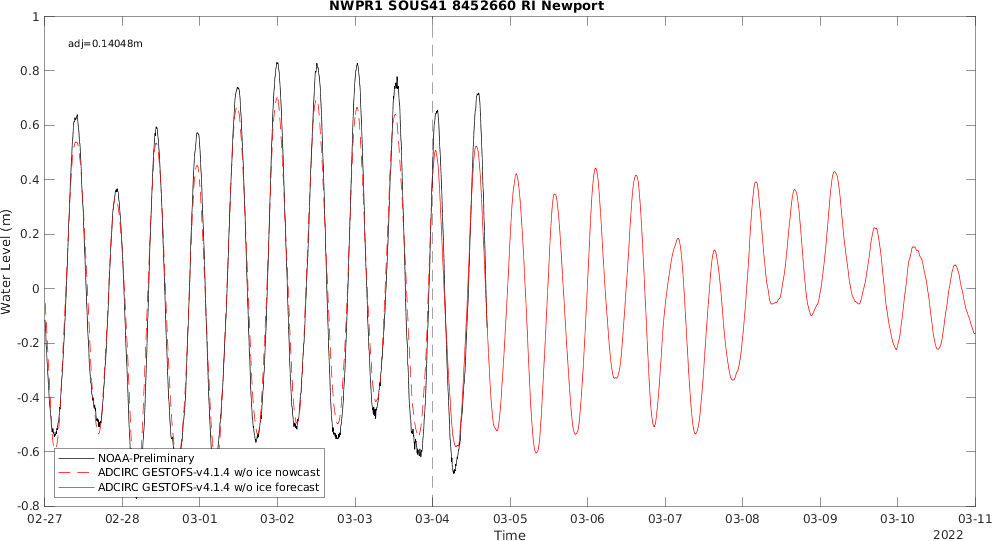 NWPR1 SOUS41 8452660 RI Newport
adj=0.14048m
1
0.8
0.6
0.4
0.2
0
-0.2
-0.4
-0.6
-0.8
Water Level (m)
NOAA-Preliminary
ADCIRC GESTOFS-v4.1.4 w/o ice nowcast
ADCIRC GESTOFS-v4.1.4 w/o ice forecast
02-27 02-28 03-01 03-02 03-03 03-04 03-05 03-06 03-07 03-08 03-09 03-10 03-11
Time
2022